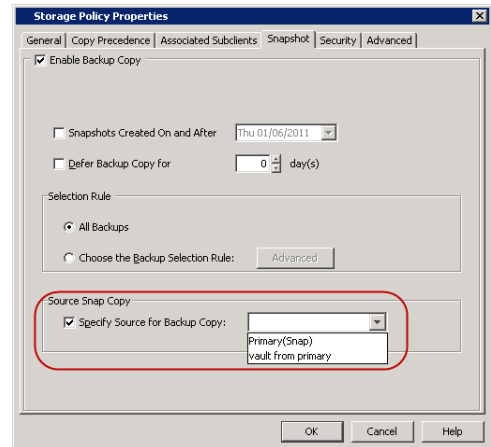 Storage Policy Properties
General Copy Precedence Associated Subclients Snapshot Security Advanced
Enable Backup Copy
Snapshots Created On and After Thu 01/06/2011
Defer Backup Copy for 0 day(s)
Selection Rule
All Backups
Choose the Backup Selection Rule: Advanced
Source Snap Copy
Specify Source for Backup Copy:
Primary(Snap)
vault from primary
OK Cancel Help